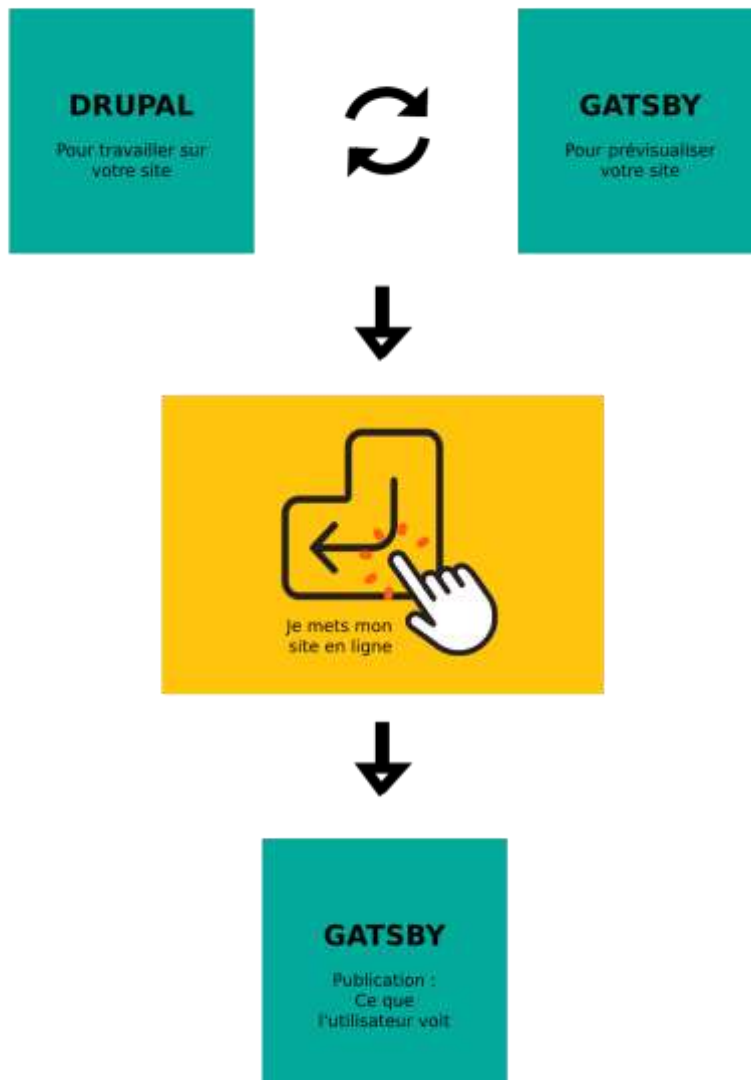 DRUPAL
Pour travailler sur
votre site
GATSBY
Pour prévisualiser
votre site
Je mets mon
site en ligne
GATSBY
Publication :
Ce que
l'utilisateur voit